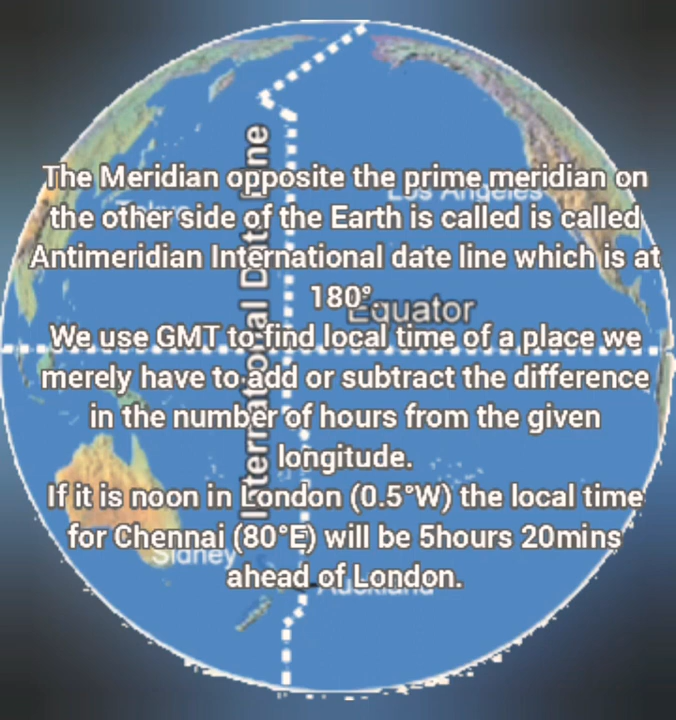 The Meridian opposite the prime meridian on
the other side of the Earth is called is called
Antimeridian International date line which is at
180°.
We use GMT to find local time of a place we
merely have to add or subtract the difference
in the number of hours from the given
longitude.
If it is noon in London (0.5°W) the local time
for Chennai (80°E) will be 5hours 20mins
ahead of London.
International Date Line
Tokyo
Los Angeles
Equator
Sidney
Auckland